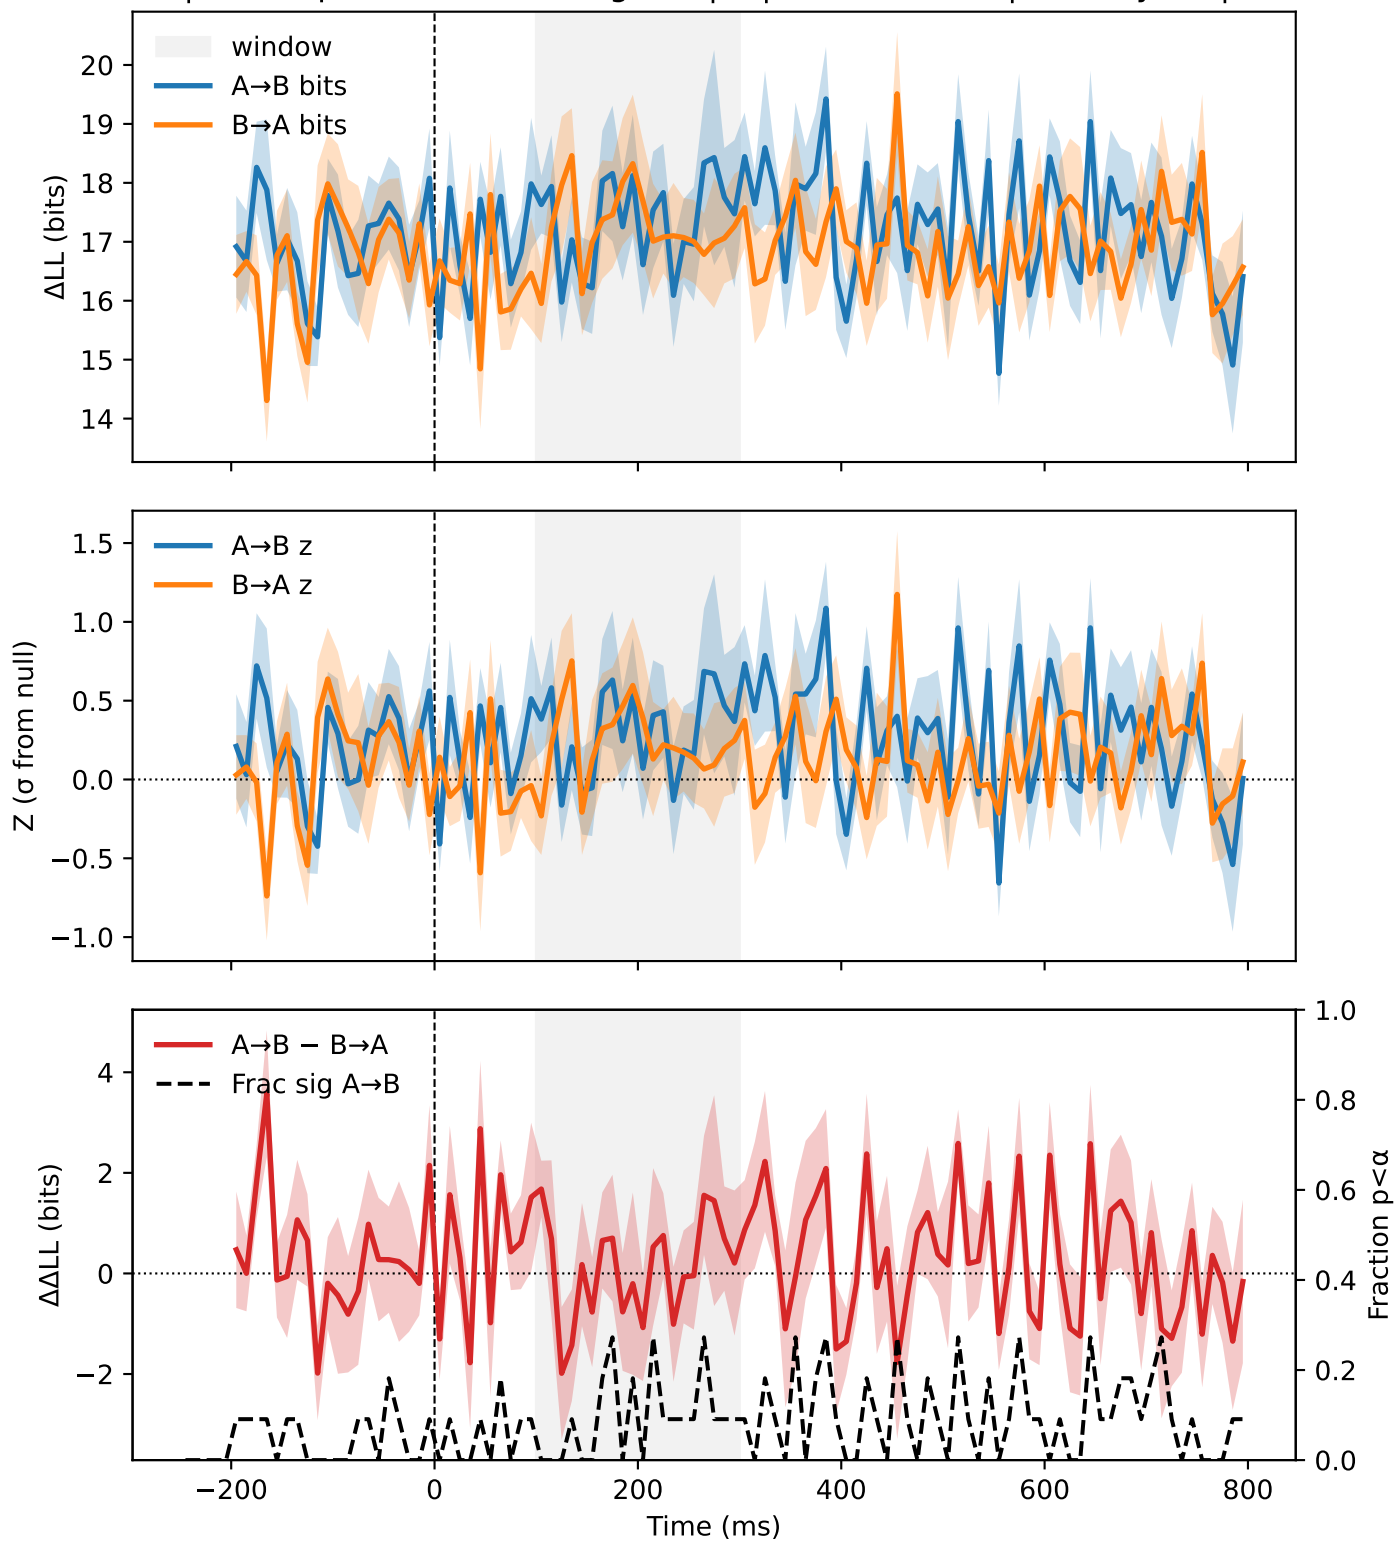 window
A→B bits
B→A bits
ΔLL (bits)
20
19
18
17
16
15
14
A→B z
B→A z
Z (σ from null)
1.5
1.0
0.5
0.0
−0.5
−1.0
A→B − B→A
Frac sig A→B
ΔΔLL (bits)
4
2
0
−2
1.0
0.8
0.6
0.4
0.2
0.0
Fraction p<α
−200 0 200 400 600 800
Time (ms)